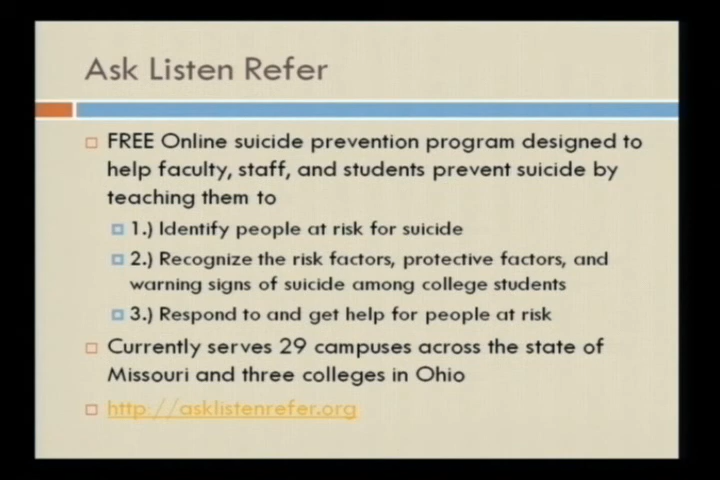 Ask Listen Refer
FREE Online suicide prevention program designed to
help faculty, staff, and students prevent suicide by
teaching them to
1.) Identify people at risk for suicide
2.) Recognize the risk factors, protective factors, and
warning signs of suicide among college students
3.) Respond to and get help for people at risk
Currently serves 29 campuses across the state of
Missouri and three colleges in Ohio
http://asklistenrefer.org